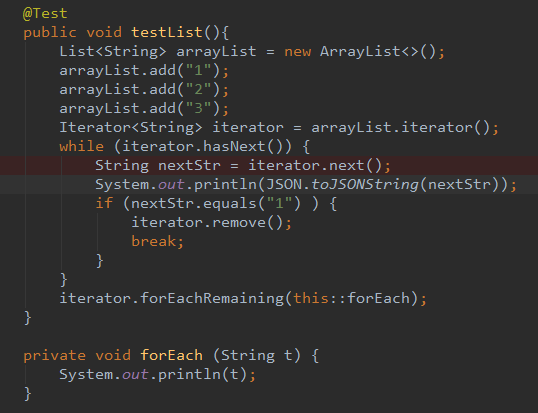 @Test
public void testList(){
    List<String> arrayList = new ArrayList<>();
    arrayList.add("1");
    arrayList.add("2");
    arrayList.add("3");
    Iterator<String> iterator = arrayList.iterator();
    while (iterator.hasNext()) {
        String nextStr = iterator.next();
        System.out.println(JSON.toJSONString(nextStr));
        if (nextStr.equals("1") ) {
            iterator.remove();
            break;
        }
    }
    iterator.forEachRemaining(this::forEach);
}

private void forEach (String t) {
    System.out.println(t);
}